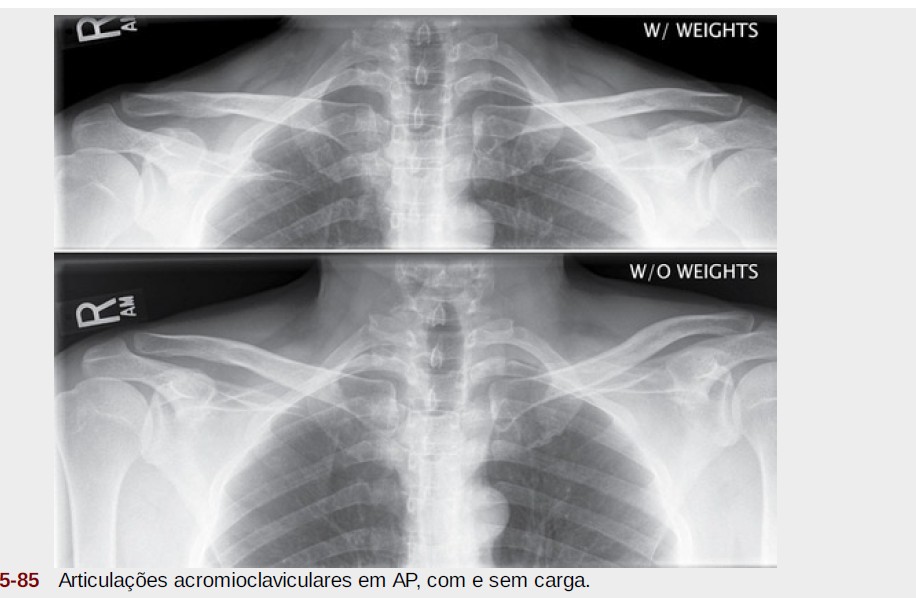 R
W/ WEIGHTS
W/O WEIGHTS
R
AM
5-85 Articulações acromioclaviculares em AP, com e sem carga.